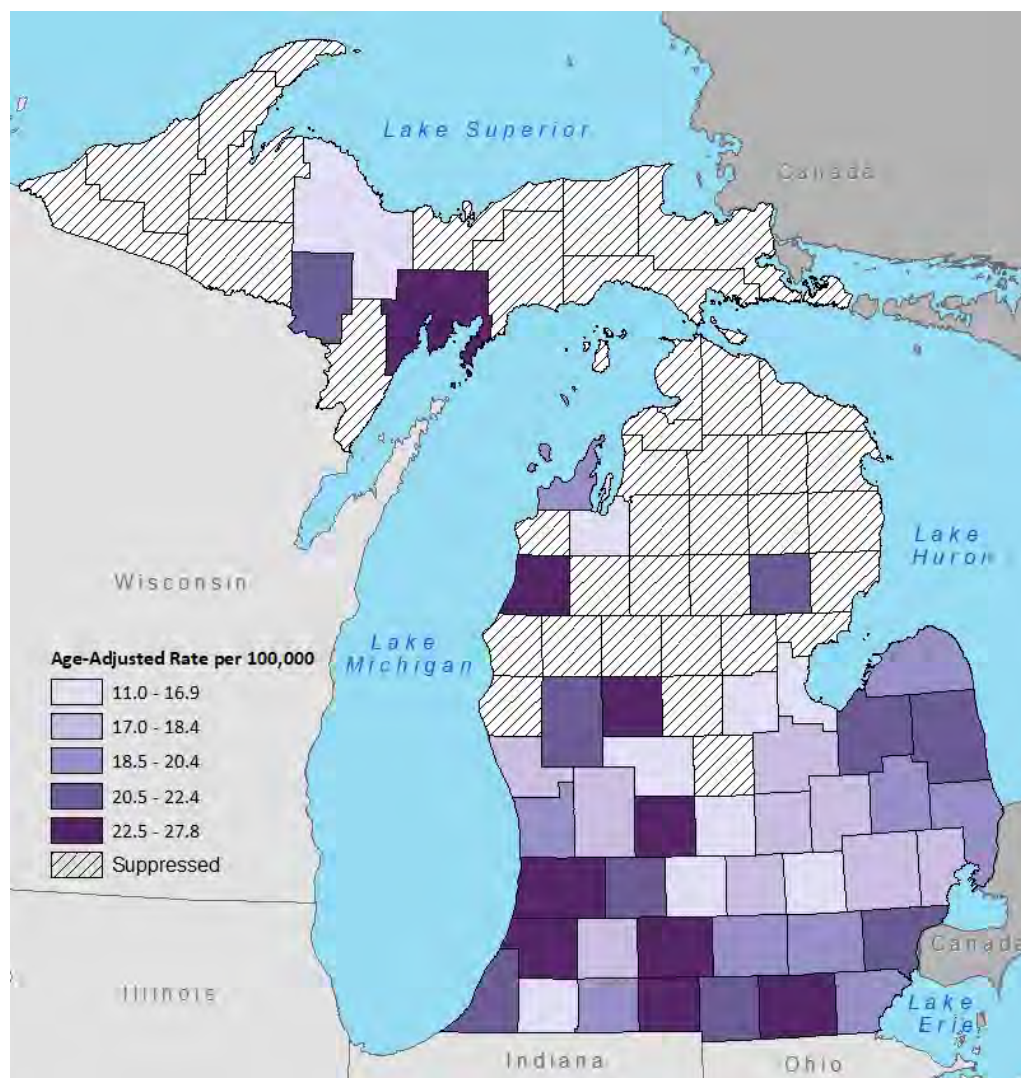 Lake Superior
Canada
Lake
Huron
Wisconsin
Lake
Michigan
Age-Adjusted Rate per 100,000
11.0 - 16.9
17.0 - 18.4
18.5 - 20.4
20.5 - 22.4
22.5 - 27.8
Suppressed
Canada
Illinois
Lake
Erie
Indiana
Ohio